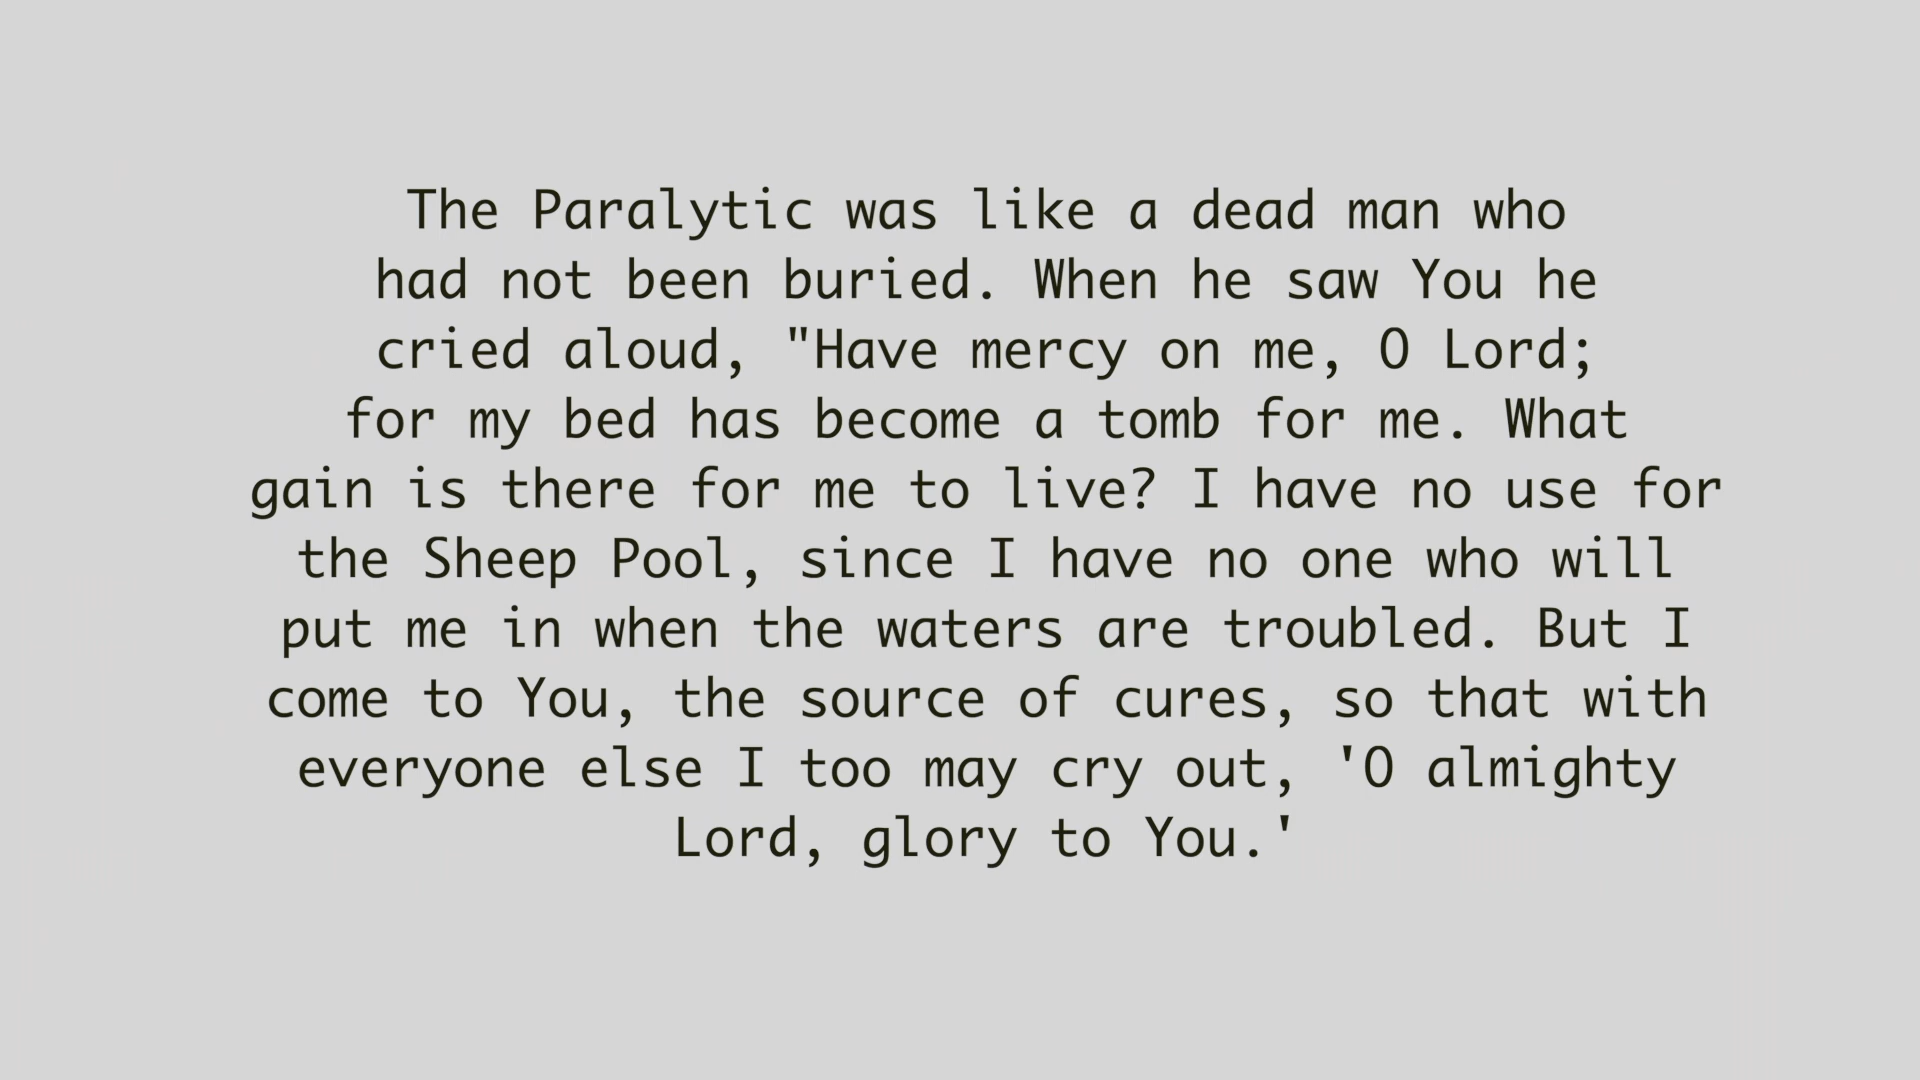 The Paralytic was like a dead man who
had not been buried. When he saw You he
cried aloud, "Have mercy on me, O Lord;
for my bed has become a tomb for me. What
gain is there for me to live? I have no use for
the Sheep Pool, since I have no one who will
put me in when the waters are troubled. But I
come to You, the source of cures, so that with
everyone else I too may cry out, 'O almighty
Lord, glory to You.'